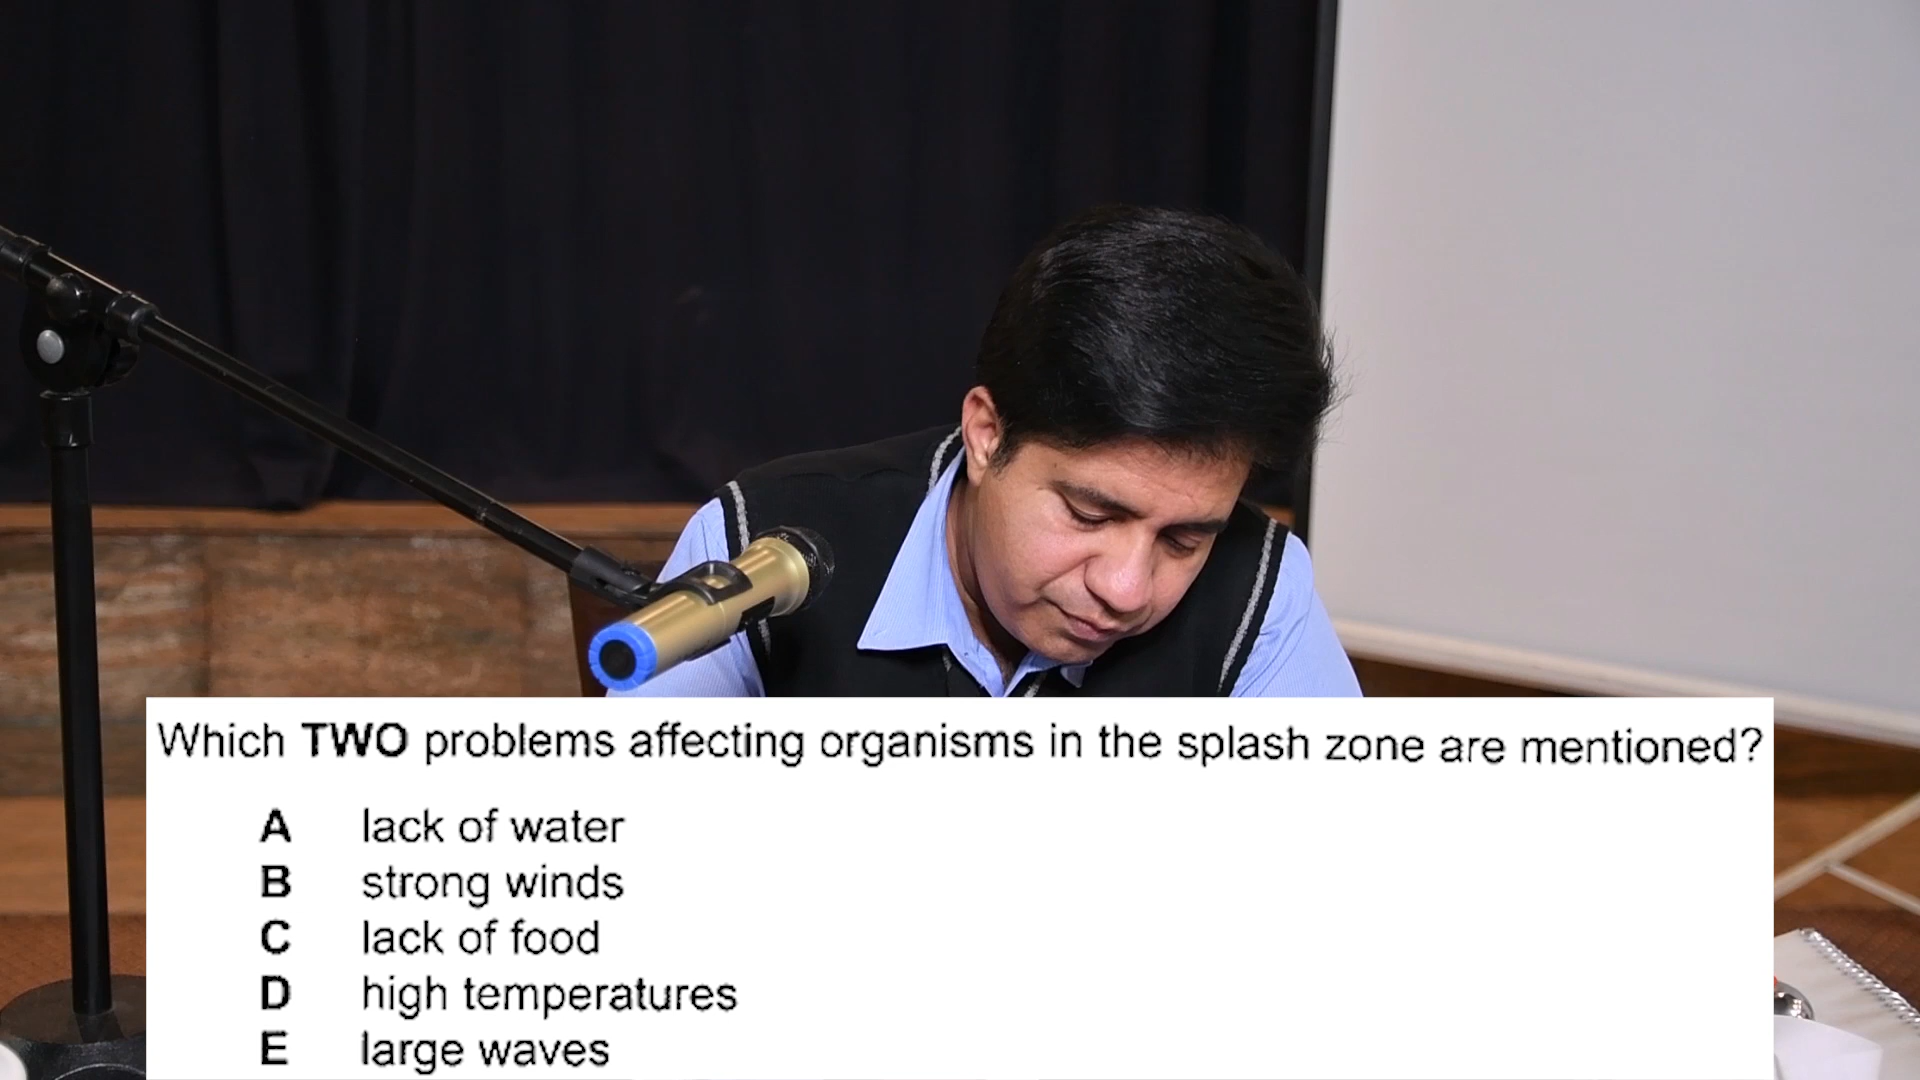 Which TWO problems affecting organisms in the splash zone are mentioned?
A lack of water
B strong winds
C lack of food
D high temperatures
E large waves